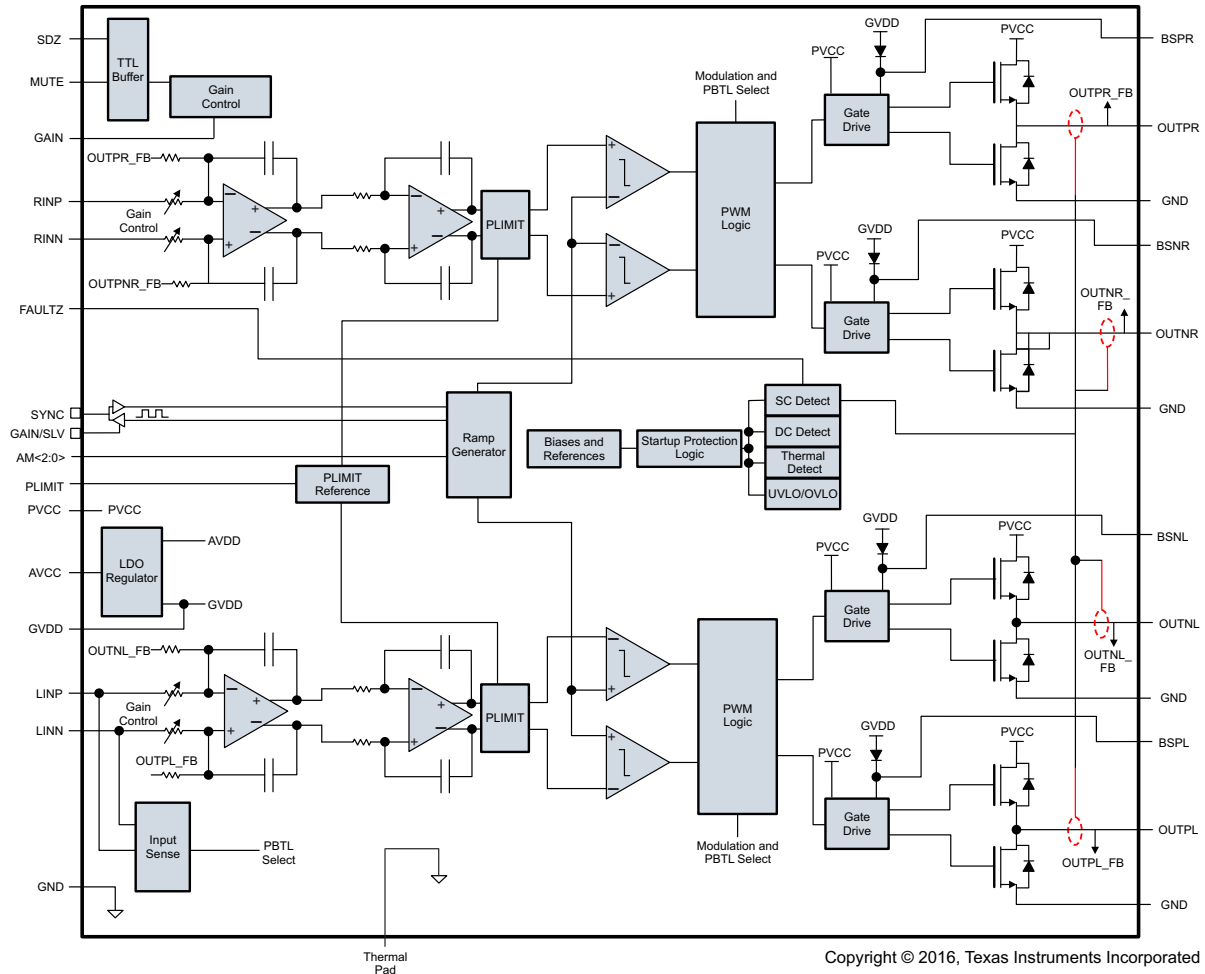 SDZ
MUTE
GAIN
TTL
Buffer
Gain
Control
OUTPR_FB
RINP
Gain
Control
RINN
OUTPNR_FB
FAULTZ
PLIMIT
Modulation and
PBTL Select
PWM
Logic
GVDD
PVCC
Gate
Drive
PVCC
BSPR
OUTPR_FB
OUTPR
GND
GVDD
PVCC
Gate
Drive
PVCC
BSNR
OUTNR_
FB
OUTNR
GND
SYNC
GAIN/SLV
AM<2:0>
PLIMIT
PVCC
PVCC
Ramp
Generator
PLIMIT
Reference
Biases and
References
Startup Protection
Logic
SC Detect
DC Detect
Thermal
Detect
UVLO/OVLO
AVCC
LDO
Regulator
AVDD
GVDD
GVDD
OUTNL_FB
LINP
Gain
Control
LINN
OUTPL_FB
PLIMIT
PWM
Logic
Modulation and
PBTL Select
GVDD
PVCC
Gate
Drive
PVCC
BSNL
OUTNL
OUTNL_
FB
GND
GVDD
PVCC
Gate
Drive
PVCC
BSPL
OUTPL
OUTPL_FB
GND
Input
Sense
PBTL
Select
GND
Thermal
Pad
Copyright © 2016, Texas Instruments Incorporated